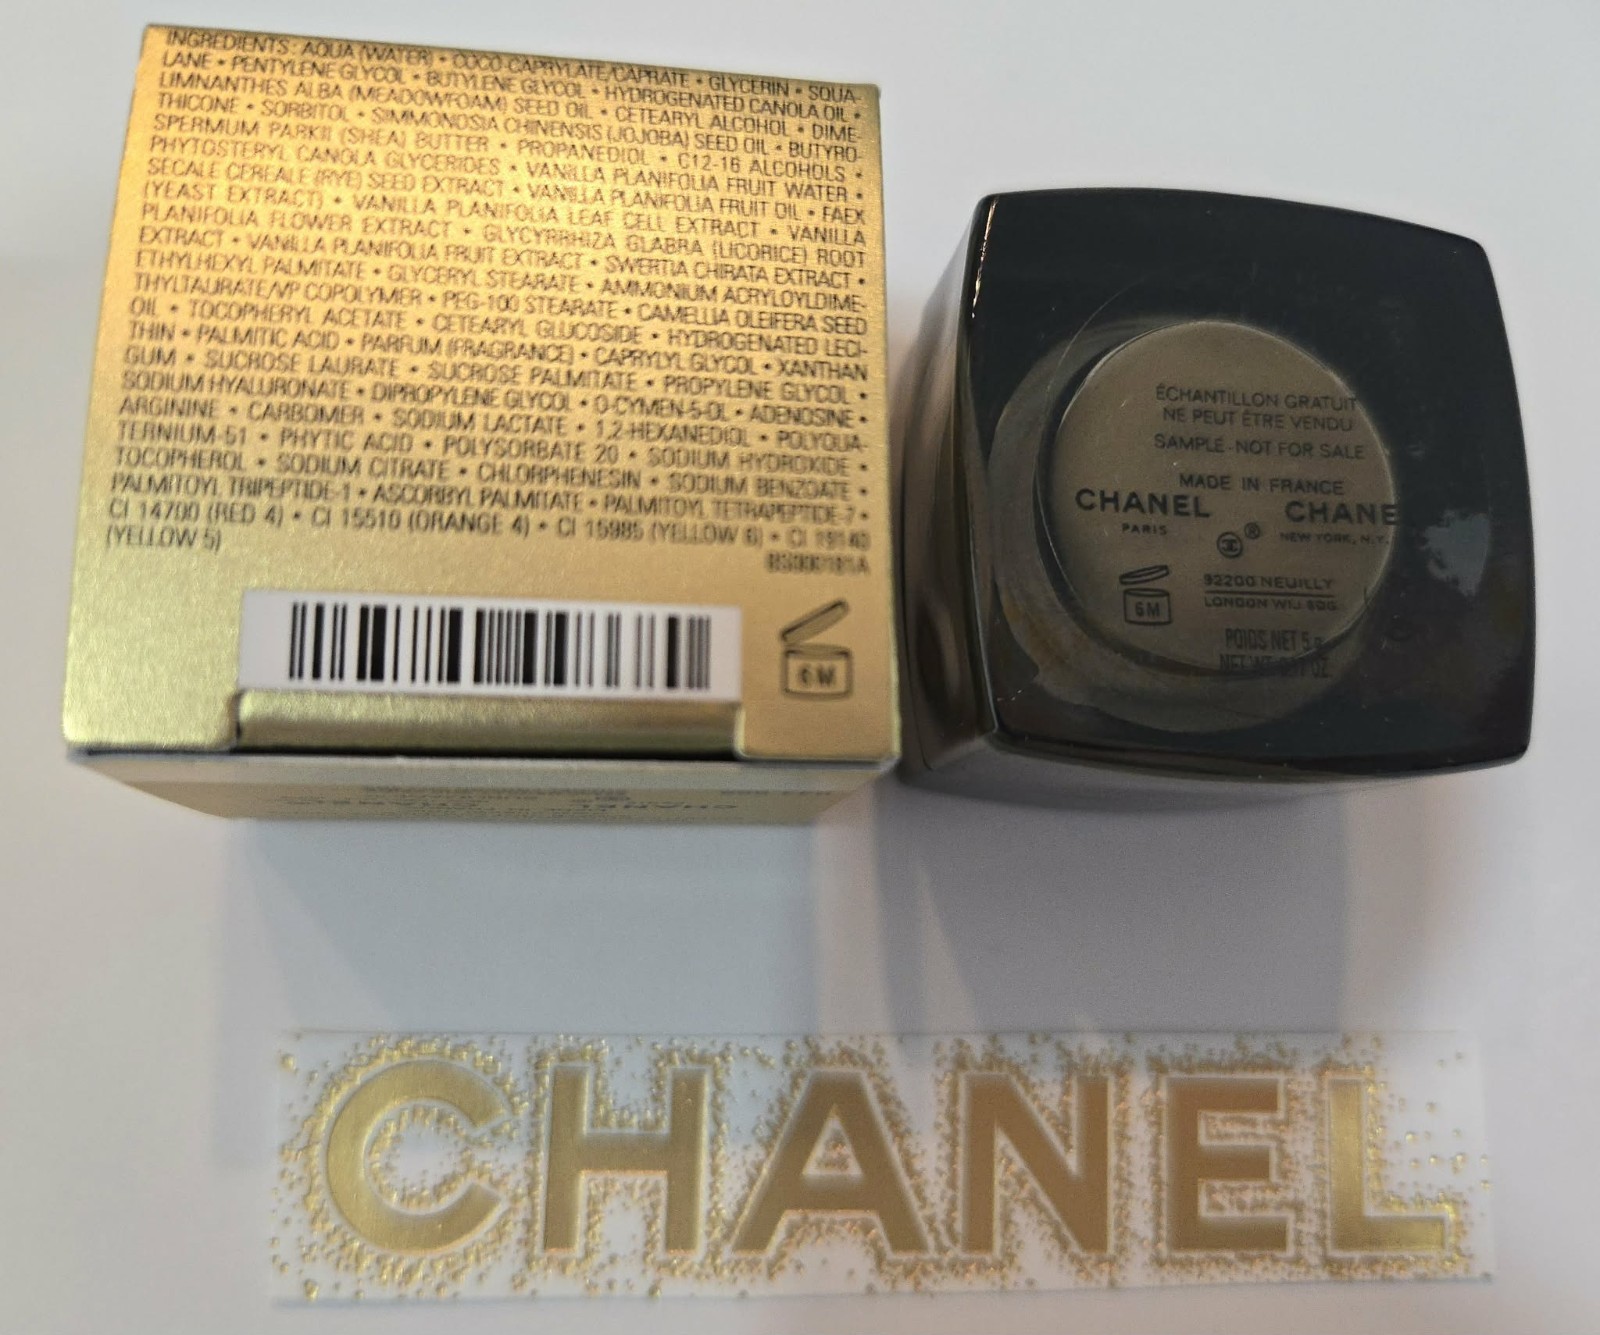 INGREDIENTS: AQUA (WATER) • COCO-CAPRYLATE/CAPRATE • GLYCERIN • SQUA-
LANE • PENTYLENE GLYCOL • BUTYLENE GLYCOL • HYDROGENATED CANOLA OIL •
LIMNANTHES ALBA (MEADOWFOAM) SEED OIL • CETEARYL ALCOHOL • DIME-
THICONE • SORBITOL • SIMMONDSIA CHINENSIS (JOJOBA) SEED OIL • BUTYRO-
SPERMUM PARKII (SHEA) BUTTER • PROPANEDIOL • C12-16 ALCOHOLS •
PHYTOSTERYL CANOLA GLYCERIDES • VANILLA PLANIFOLIA FRUIT WATER •
SECALE CEREALE (RYE) SEED EXTRACT • VANILLA PLANIFOLIA FRUIT OIL • FAEX
(YEAST EXTRACT) • VANILLA PLANIFOLIA LEAF CELL EXTRACT • VANILLA
PLANIFOLIA FLOWER EXTRACT • GLYCYRRHIZA GLABRA (LICORICE) ROOT
EXTRACT • VANILLA PLANIFOLIA FRUIT EXTRACT • SWERTIA CHIRATA EXTRACT •
ETHYLHEXYL PALMITATE • GLYCERYL STEARATE • AMMONIUM ACRYLOYLDIME-
THYLTAURATE/VP COPOLYMER • PEG-100 STEARATE • CAMELLIA OLEIFERA SEED
OIL • TOCOPHERYL ACETATE • CETEARYL GLUCOSIDE • HYDROGENATED LECI-
THIN • PALMITIC ACID • PARFUM (FRAGRANCE) • CAPRYLYL GLYCOL • XANTHAN
GUM • SUCROSE LAURATE • SUCROSE PALMITATE • PROPYLENE GLYCOL •
SODIUM HYALURONATE • DIPROPYLENE GLYCOL • O-CYMEN-5-OL • ADENOSINE •
ARGININE • CARBOMER • SODIUM LACTATE • 1,2-HEXANEDIOL • POLYQUA-
TERNIUM-51 • PHYTIC ACID • POLYSORBATE 20 • SODIUM HYDROXIDE •
TOCOPHEROL • SODIUM CITRATE • CHLORPHENESIN • SODIUM BENZOATE •
PALMITOYL TRIPEPTIDE-1 • ASCORBYL PALMITATE • PALMITOYL TETRAPEPTIDE-7 •
CI 14700 (RED 4) • CI 15510 (ORANGE 4) • CI 15985 (YELLOW 6) • CI 19140
(YELLOW 5)
6 M
ÉCHANTILLON GRATUIT
NE PEUT ÊTRE VENDU
SAMPLE - NOT FOR SALE
MADE IN FRANCE
CHANEL CHANE
PARIS NEW YORK, N.Y.
®
92200 NEUILLY
LONDON W1J
6 M
POIDS NET 5 g
NET WT. OZ.
CHANEL